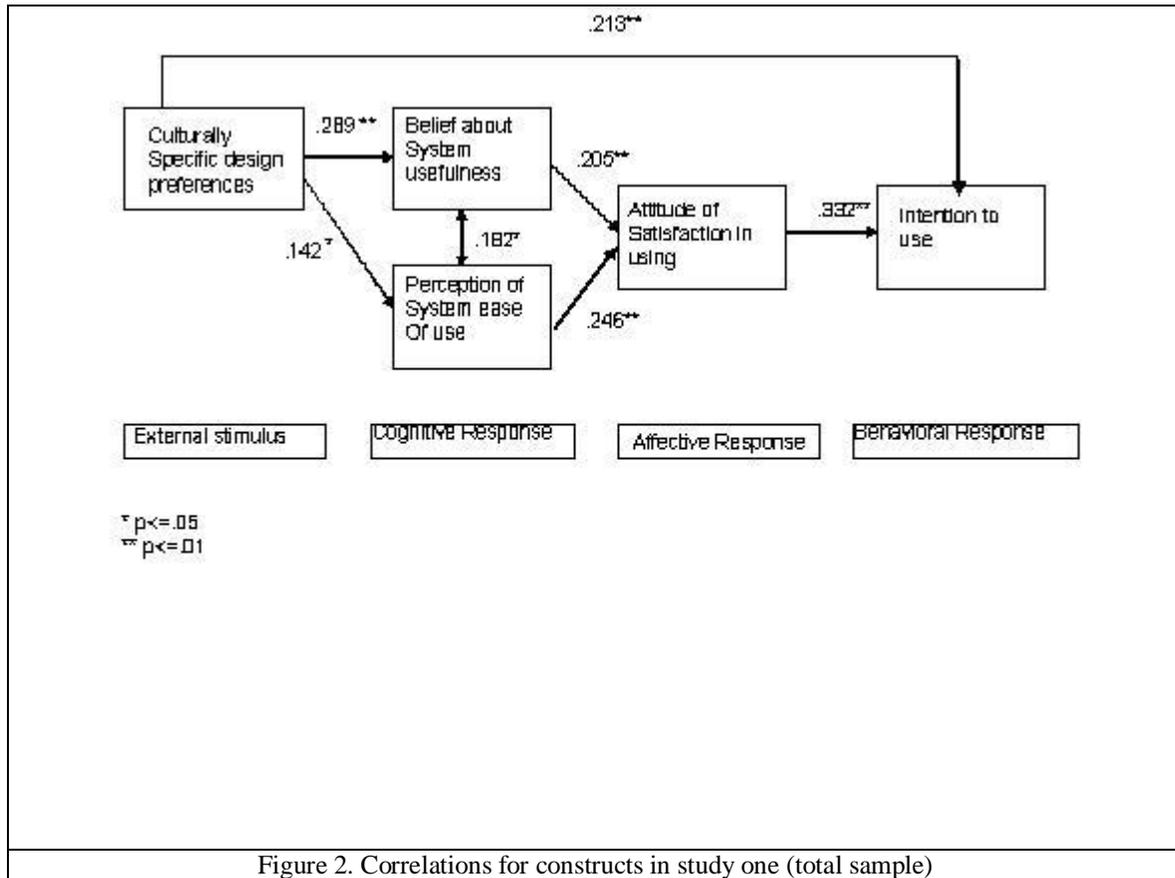 .213**
Culturally
Specific design
preferences
.289 **
Belief about
System
usefulness
.205**
.142 *
.182*
Perception of
System ease
Of use
.246**
Attitude of
Satisfaction in
using
.332**
Intention to
use
External stimulus
Cognitive Response
Affective Response
Behavioral Response
* p<=.05
** p<=.01
Figure 2. Correlations for constructs in study one (total sample)